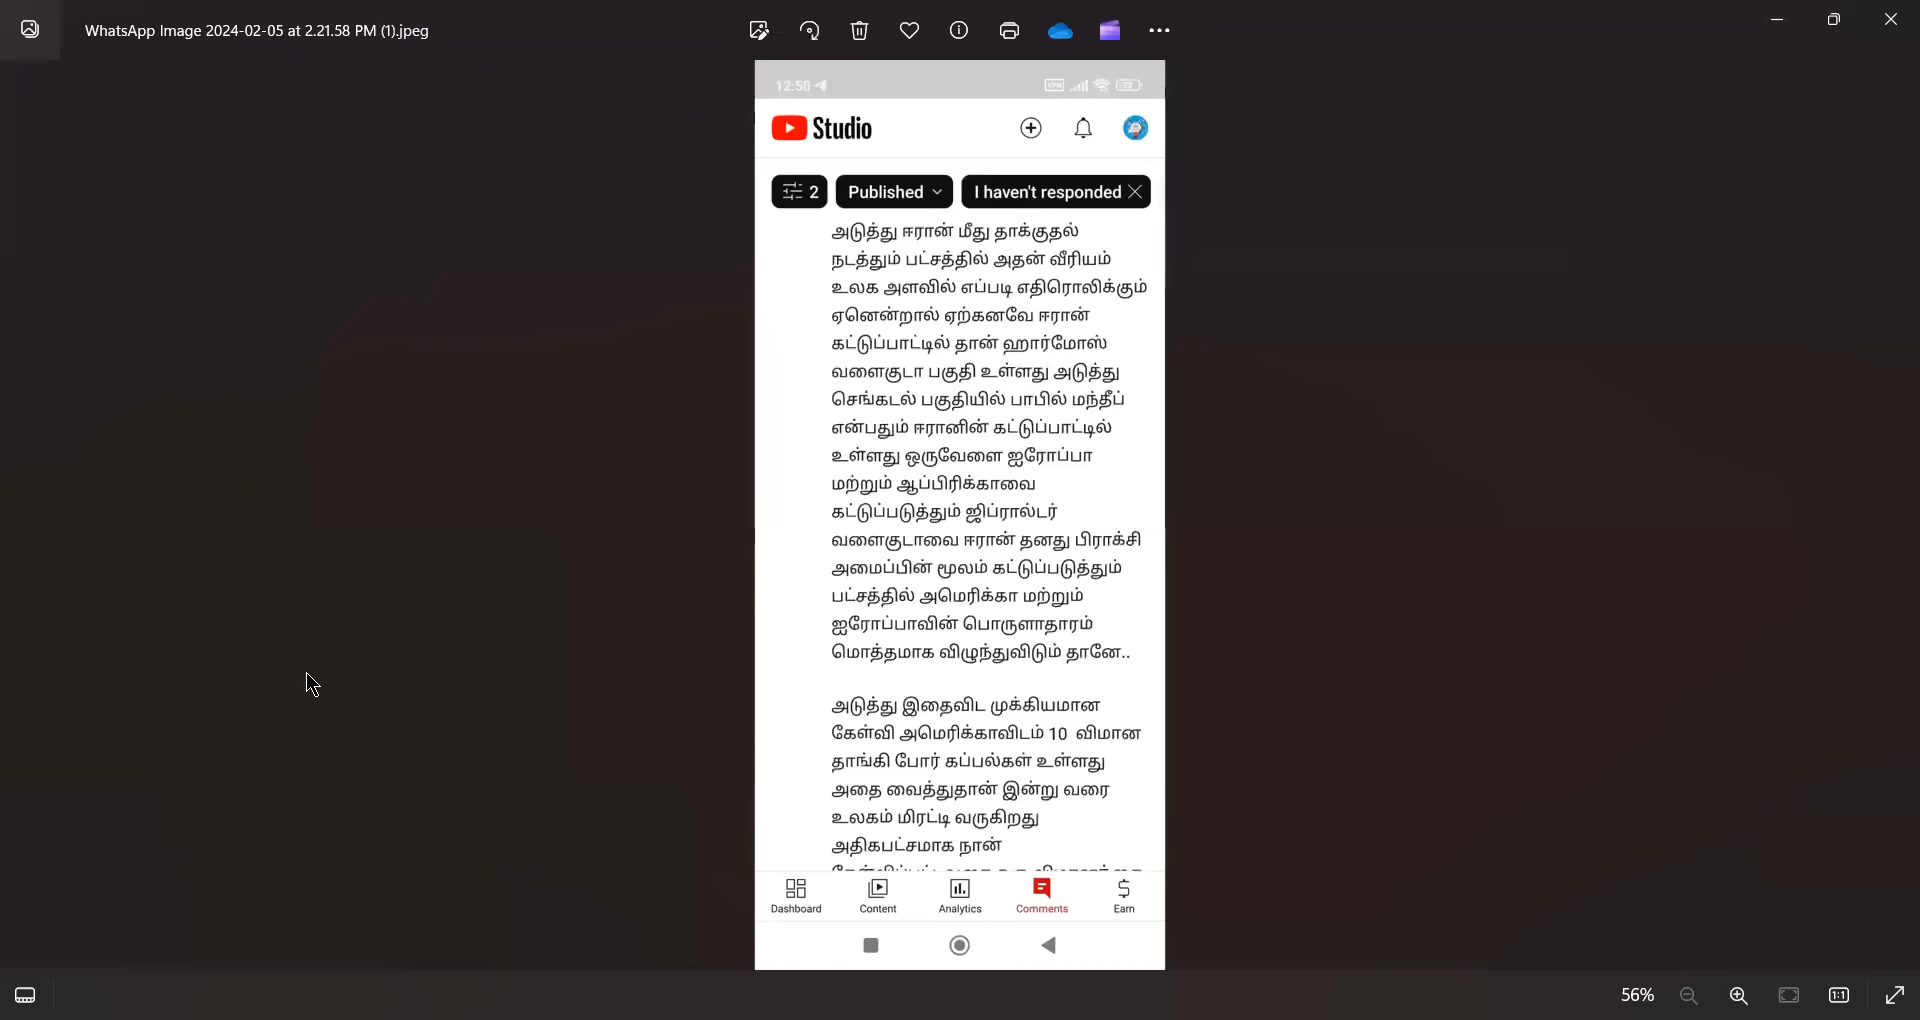 WhatsApp Image 2024-02-05 at 2.21.58 PM (1).jpeg
12:50
VPN
72
Studio
2
Published
I haven't responded
அடுத்து ஈரான் மீது தாக்குதல்
நடத்தும் பட்சத்தில் அதன் வீரியம்
உலக அளவில் எப்படி எதிரொலிக்கும்
ஏனென்றால் ஏற்கனவே ஈரான்
கட்டுப்பாட்டில் தான் ஹார்மோஸ்
வளைகுடா பகுதி உள்ளது அடுத்து
செங்கடல் பகுதியில் பாபில் மந்தீப்
என்பதும் ஈரானின் கட்டுப்பாட்டில்
உள்ளது ஒருவேளை ஐரோப்பா
மற்றும் ஆப்பிரிக்காவை
கட்டுப்படுத்தும் ஜிப்ரால்டர்
வளைகுடாவை ஈரான் தனது பிராக்சி
அமைப்பின் மூலம் கட்டுப்படுத்தும்
பட்சத்தில் அமெரிக்கா மற்றும்
ஐரோப்பாவின் பொருளாதாரம்
மொத்தமாக விழுந்துவிடும் தானே..
அடுத்து இதைவிட முக்கியமான
கேள்வி அமெரிக்காவிடம் 10 விமான
தாங்கி போர் கப்பல்கள் உள்ளது
அதை வைத்துதான் இன்று வரை
உலகம் மிரட்டி வருகிறது
அதிகபட்சமாக நான்
Dashboard
Content
Analytics
Comments
Earn
56%
1:1